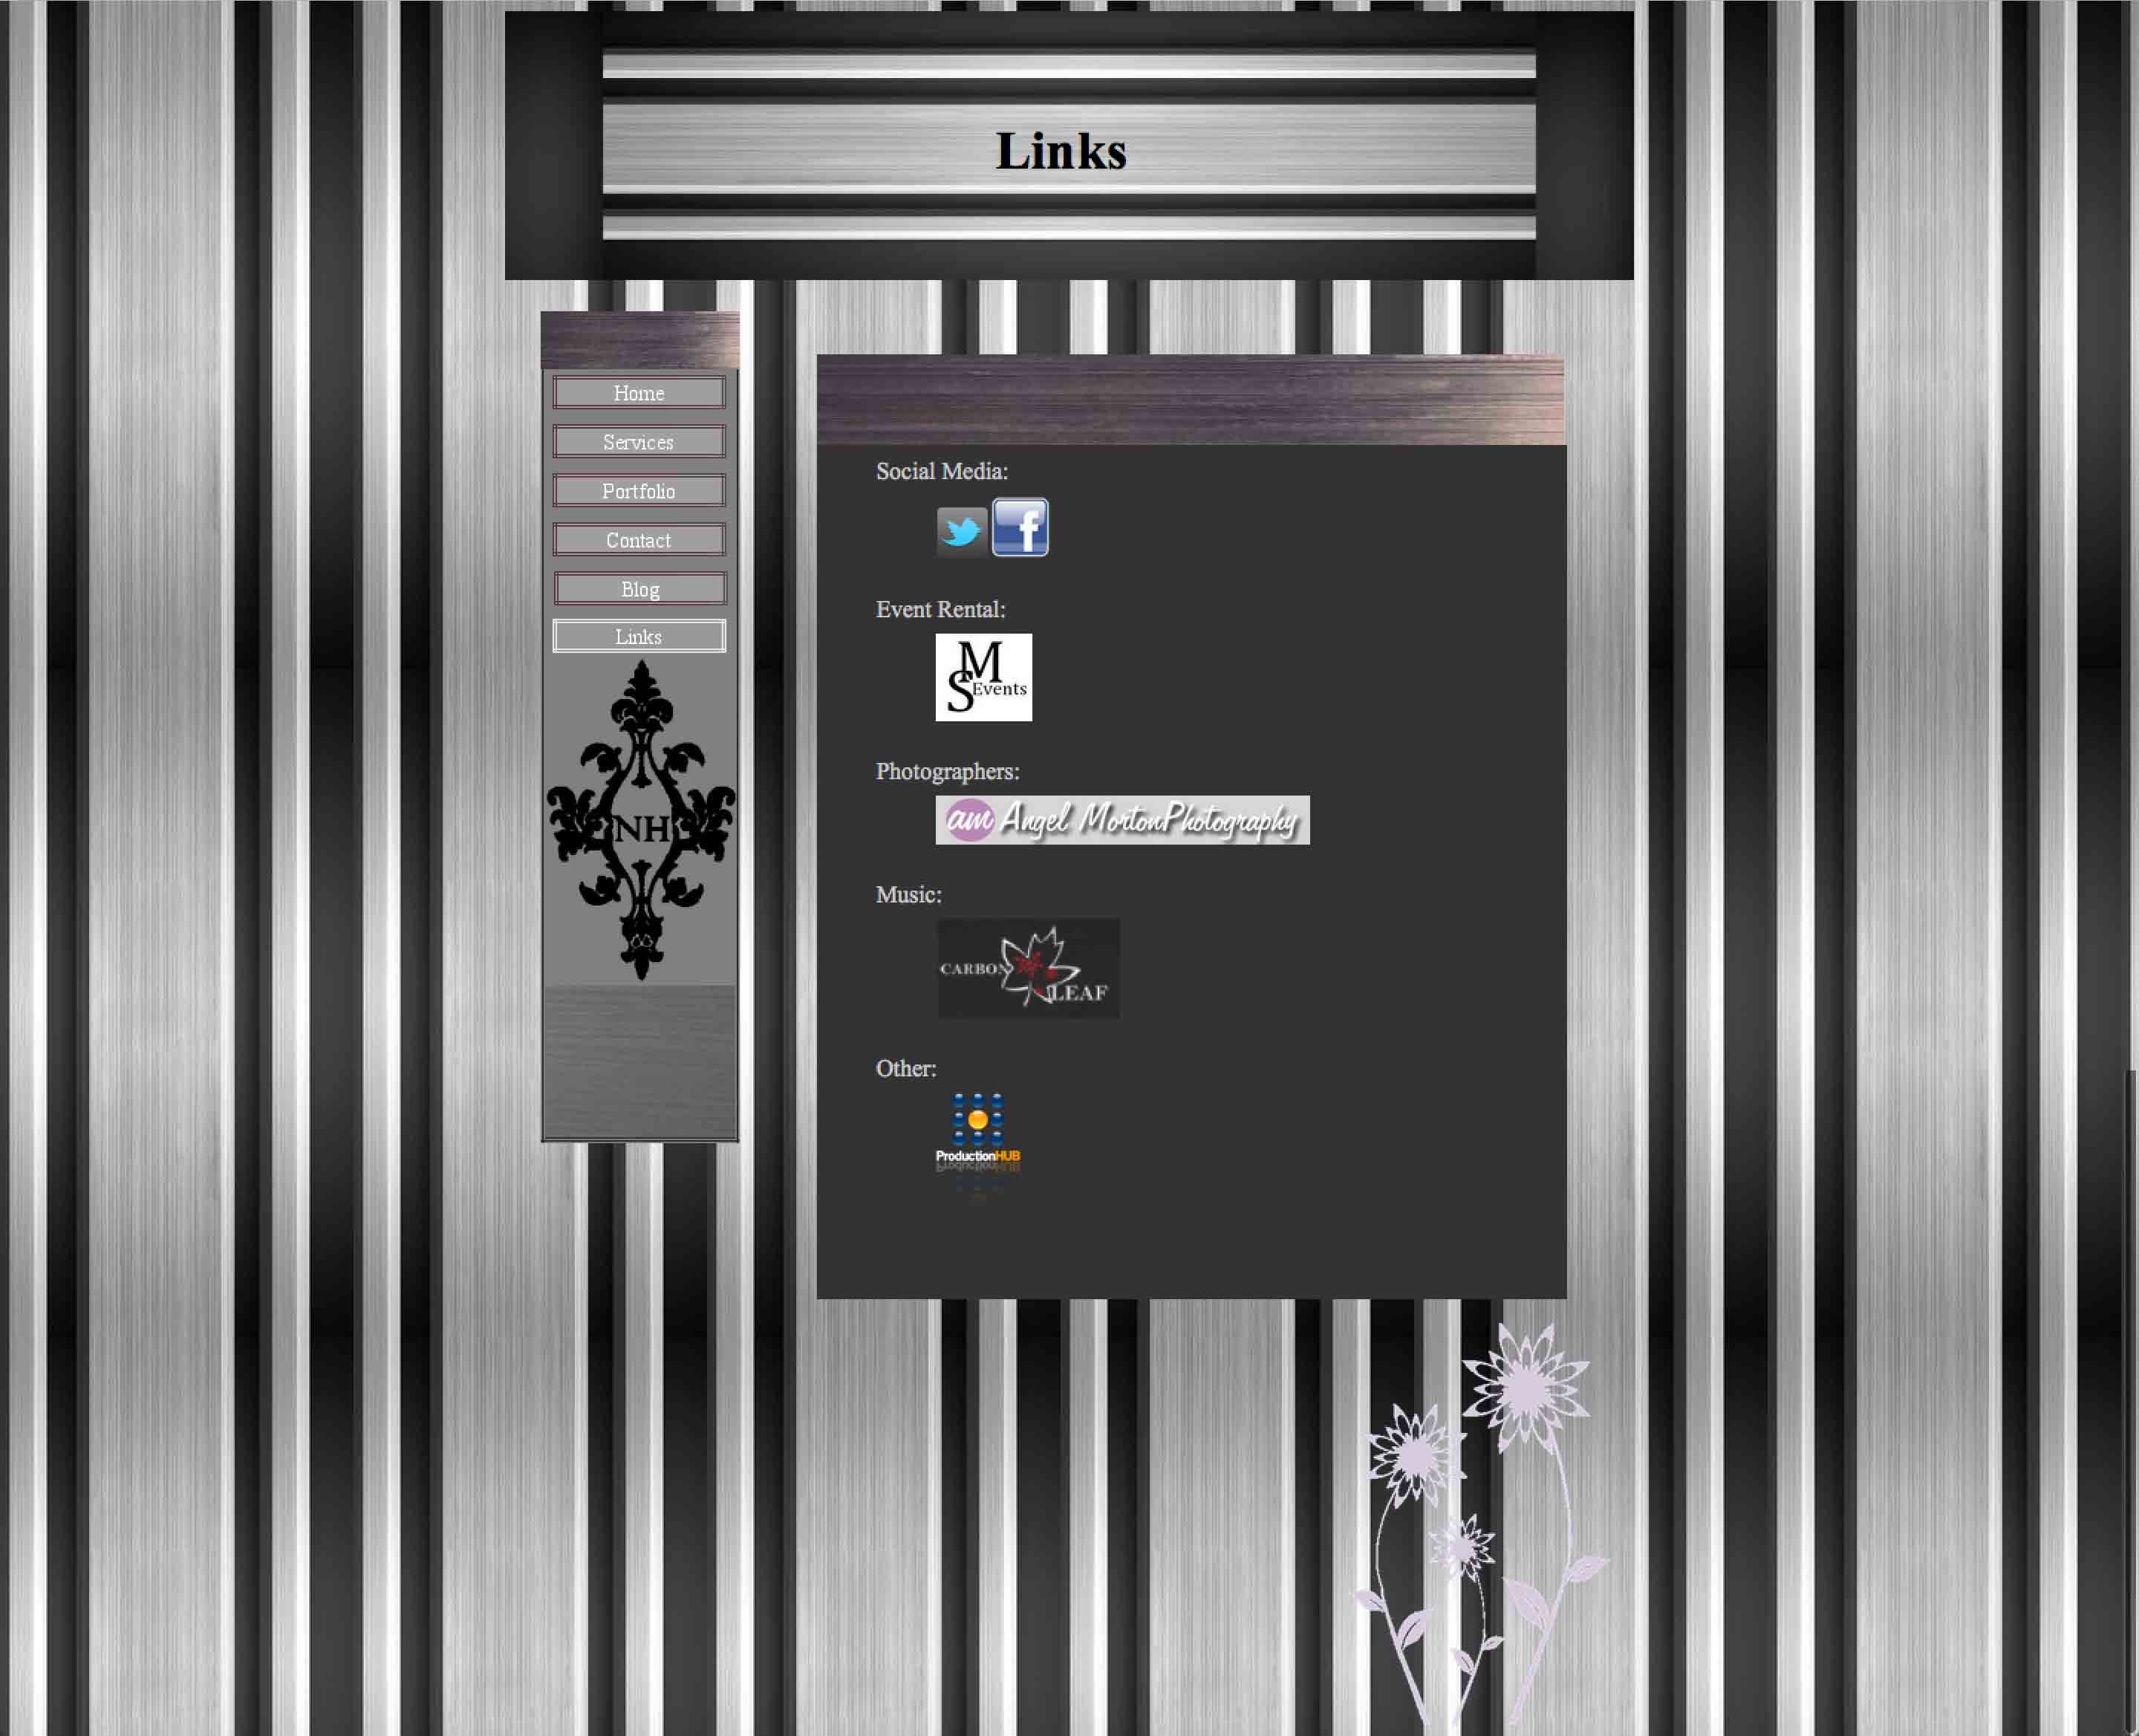 Links
Home
Services
Portfolio
Contact
Blog
Links
NH
Social Media:
f
Event Rental:
MS Events
Photographers:
am Angel Morton Photography
Music:
CARBON LEAF
Other:
ProductionHUB